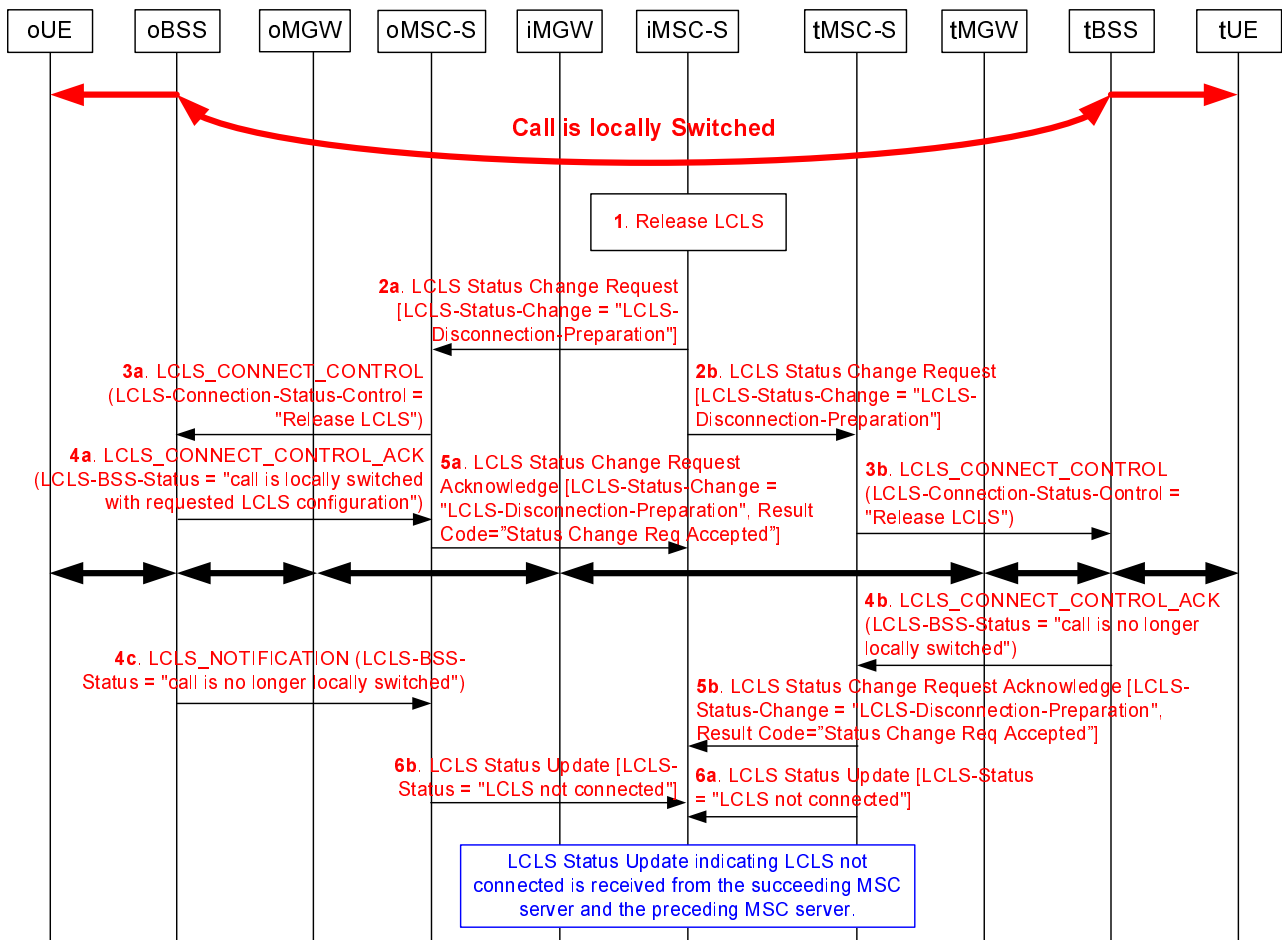 oUE
oBSS
oMGW
oMSC-S
iMGW
iMSC-S
tMSC-S
tMGW
tBSS
tUE
Call is locally Switched
1. Release LCLS
2a. LCLS Status Change Request
[LCLS-Status-Change = "LCLS-
Disconnection-Preparation"]
3a. LCLS_CONNECT_CONTROL
(LCLS-Connection-Status-Control =
"Release LCLS")
2b. LCLS Status Change Request
[LCLS-Status-Change = "LCLS-
Disconnection-Preparation"]
4a. LCLS_CONNECT_CONTROL_ACK
(LCLS-BSS-Status = "call is locally switched
with requested LCLS configuration")
5a. LCLS Status Change Request
Acknowledge [LCLS-Status-Change =
"LCLS-Disconnection-Preparation", Result
Code=”Status Change Req Accepted”]
3b. LCLS_CONNECT_CONTROL
(LCLS-Connection-Status-Control =
"Release LCLS")
4b. LCLS_CONNECT_CONTROL_ACK
(LCLS-BSS-Status = "call is no longer
locally switched")
4c. LCLS_NOTIFICATION (LCLS-BSS-
Status = "call is no longer locally switched")
5b. LCLS Status Change Request Acknowledge [LCLS-
Status-Change = "LCLS-Disconnection-Preparation",
Result Code=”Status Change Req Accepted”]
6b. LCLS Status Update [LCLS-
Status = "LCLS not connected"]
6a. LCLS Status Update [LCLS-Status
= "LCLS not connected"]
LCLS Status Update indicating LCLS not
connected is received from the succeeding MSC
server and the preceding MSC server.